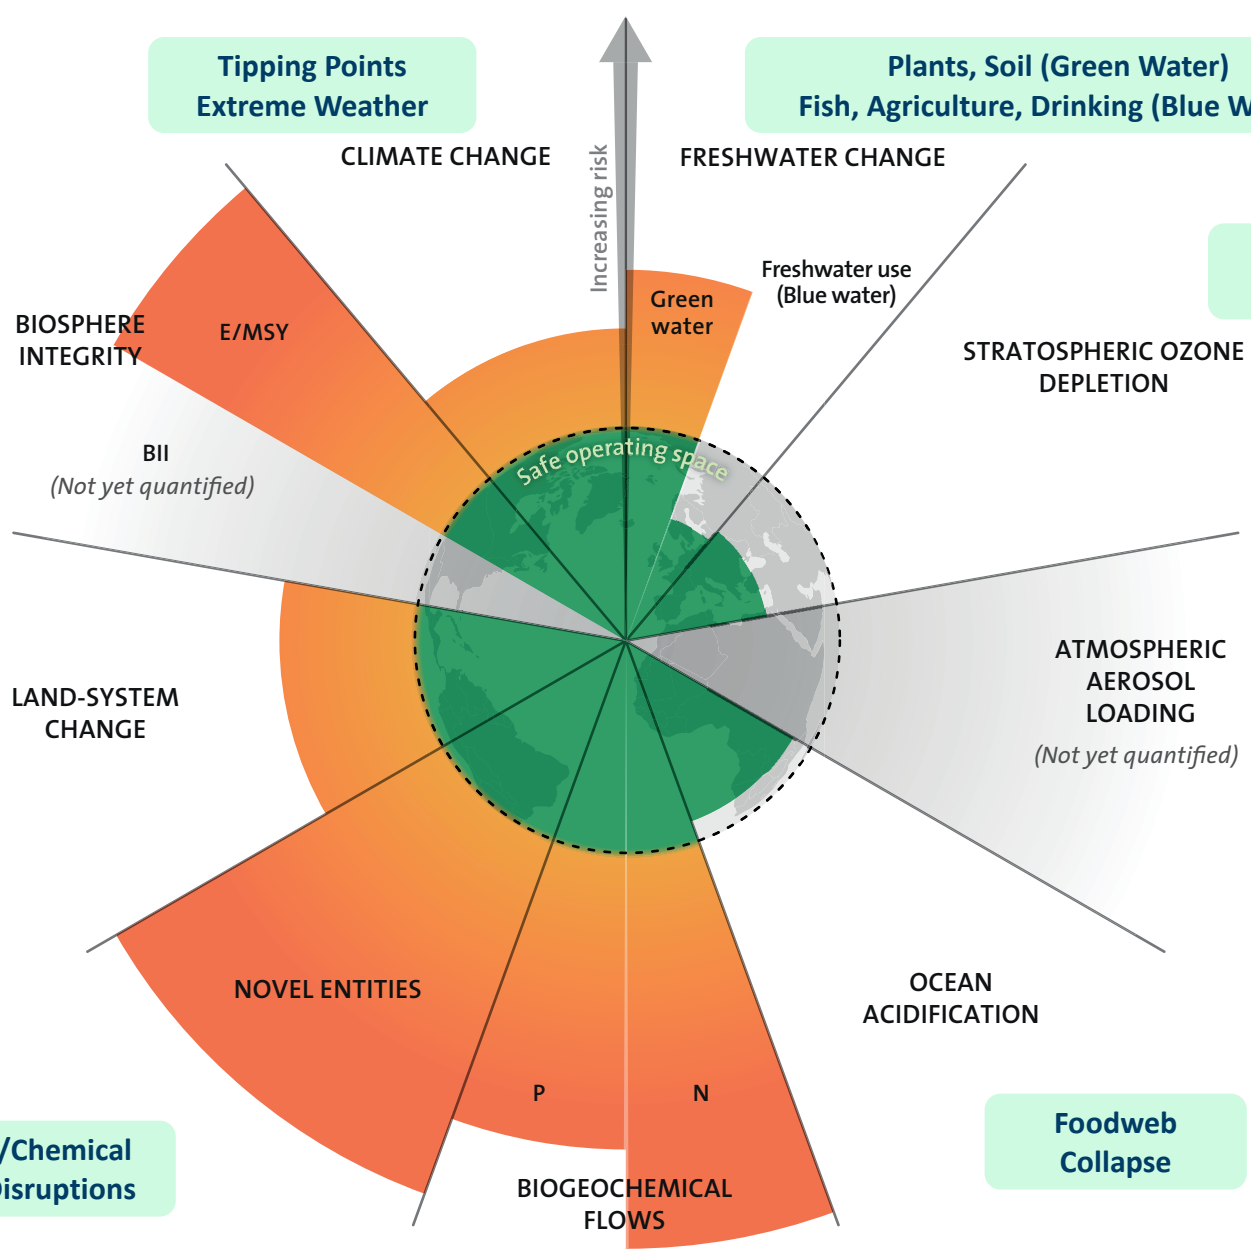 Tipping Points
Extreme Weather
Plants, Soil (Green Water)
Fish, Agriculture, Drinking (Blue W
CLIMATE CHANGE
Increasing risk
FRESHWATER CHANGE
Freshwater use
(Blue water)
Green
water
BIOSPHERE
INTEGRITY
E/MSY
STRATOSPHERIC OZONE
DEPLETION
BII
(Not yet quantified)
Safe operating space
ATMOSPHERIC
AEROSOL
LOADING
(Not yet quantified)
LAND-SYSTEM
CHANGE
NOVEL ENTITIES
OCEAN
ACIDIFICATION
P
N
/Chemical
Disruptions
BIOGEOCHEMICAL
FLOWS
Foodweb
Collapse